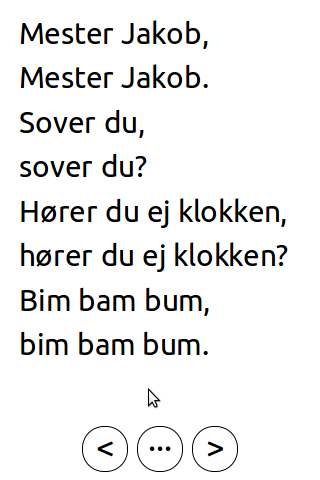 Mester Jakob,
Mester Jakob.
Sover du,
sover du?
Hører du ej klokken,
hører du ej klokken?
Bim bam bum,
bim bam bum.
< ... >